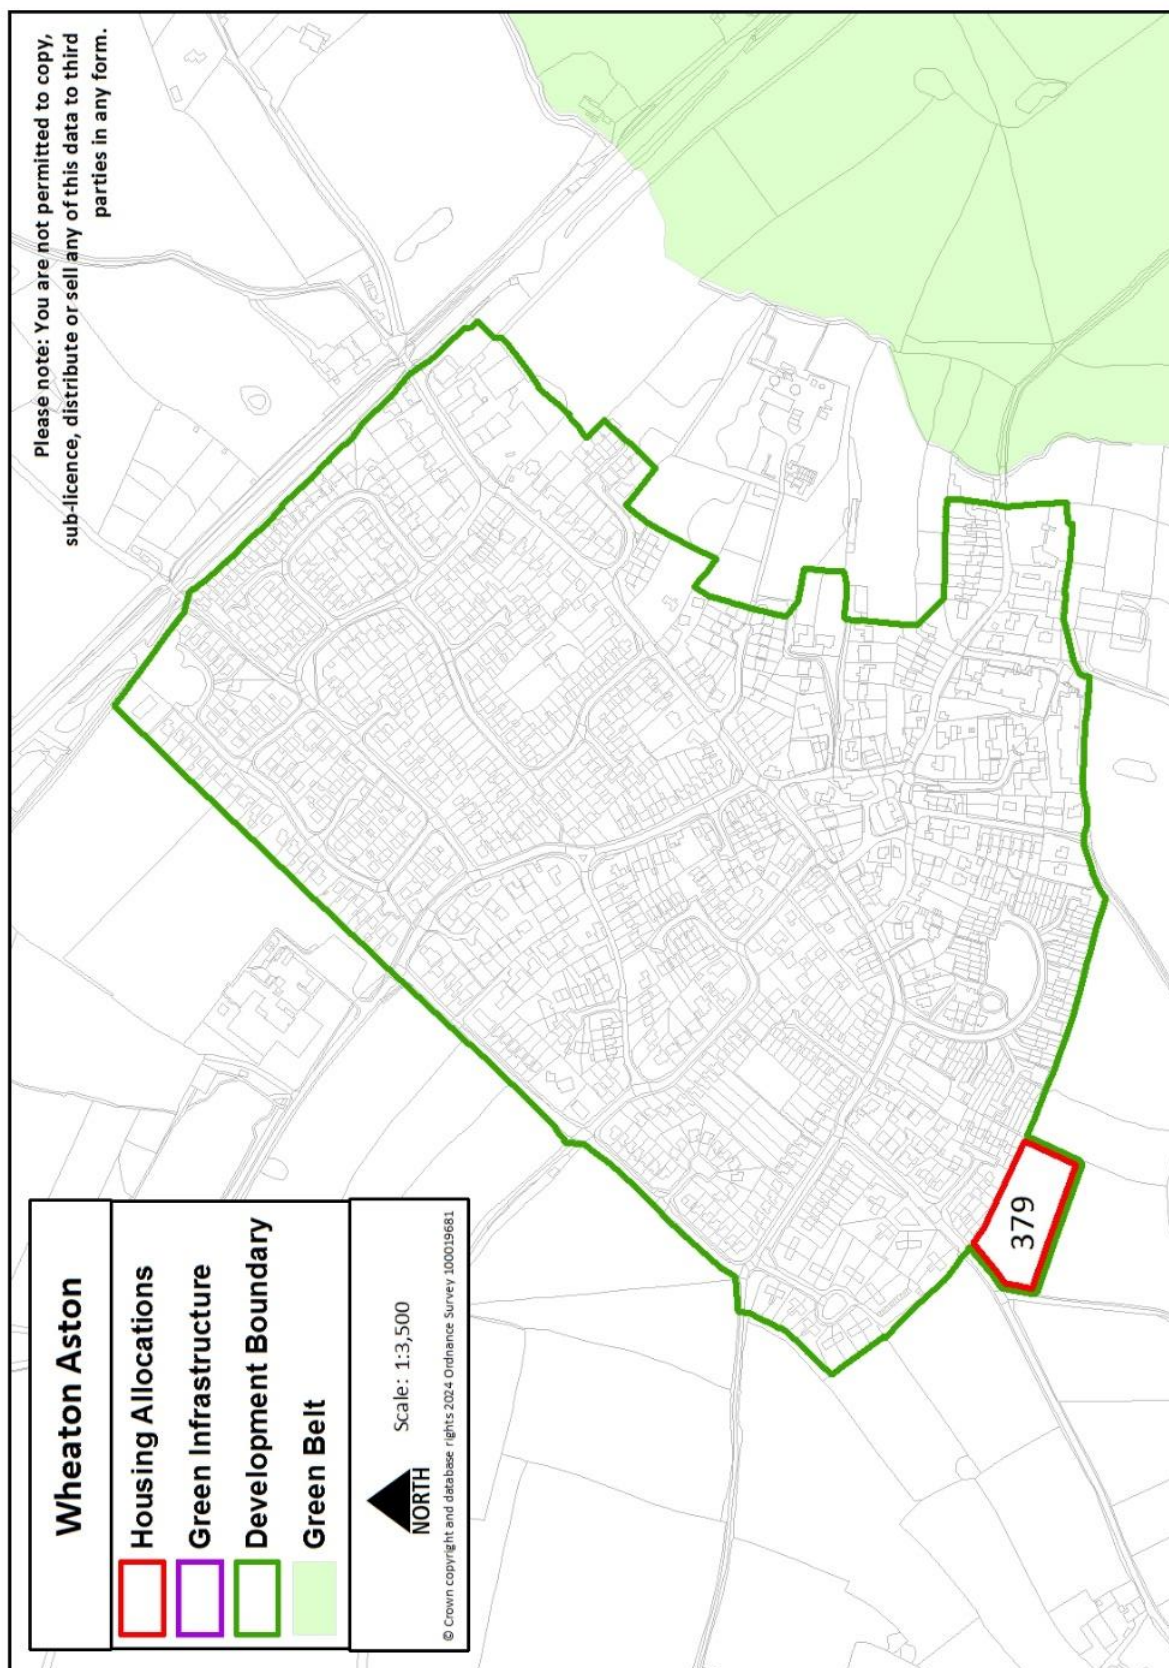 Wheaton Aston
Housing Allocations
Green Infrastructure
Development Boundary
Green Belt
NORTH
Scale: 1:3,500
© Crown copyright and database rights 2024 Ordnance Survey 100019681
Please note: You are not permitted to copy,
sub-licence, distribute or sell any of this data to third
parties in any form.
379